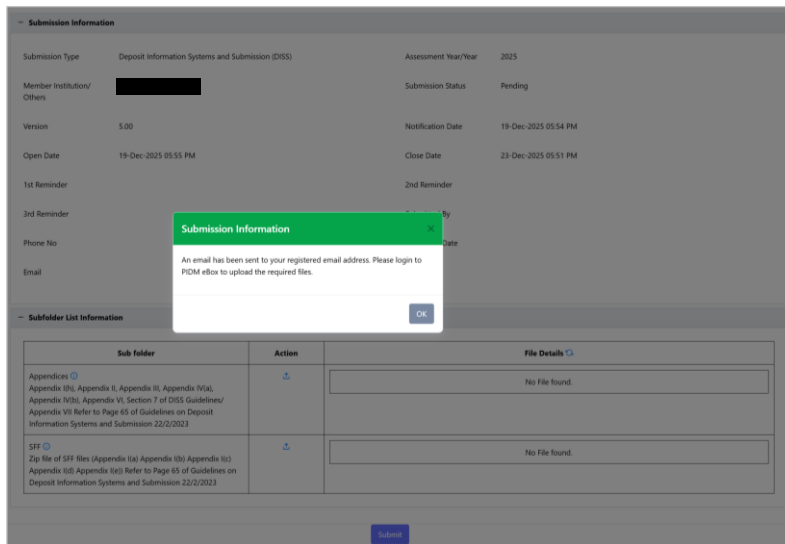 − Submission Information
Submission Type Deposit Information Systems and Submission (DISS) Assessment Year/Year 2025
Member Institution/ Others Submission Status Pending
Version 5.00 Notification Date 19-Dec-2025 05:54 PM
Open Date 19-Dec-2025 05:55 PM Close Date 23-Dec-2025 05:51 PM
1st Reminder 2nd Reminder
3rd Reminder By
Phone No Date
Email
Submission Information ×
An email has been sent to your registered email address. Please login to
PIDM eBox to upload the required files.
OK
− Subfolder List Information
Sub folder Action File Details
Appendices
Appendix I(h), Appendix II, Appendix III, Appendix IV(a),
Appendix IV(b), Appendix VI, Section 7 of DISS Guidelines/
Appendix VII Refer to Page 65 of Guidelines on Deposit
Information Systems and Submission 22/2/2023
No File found.
SFF
Zip file of SFF files (Appendix I(a) Appendix I(b) Appendix I(c)
Appendix I(d) Appendix I(e)) Refer to Page 65 of Guidelines on
Deposit Information Systems and Submission 22/2/2023
No File found.
Submit